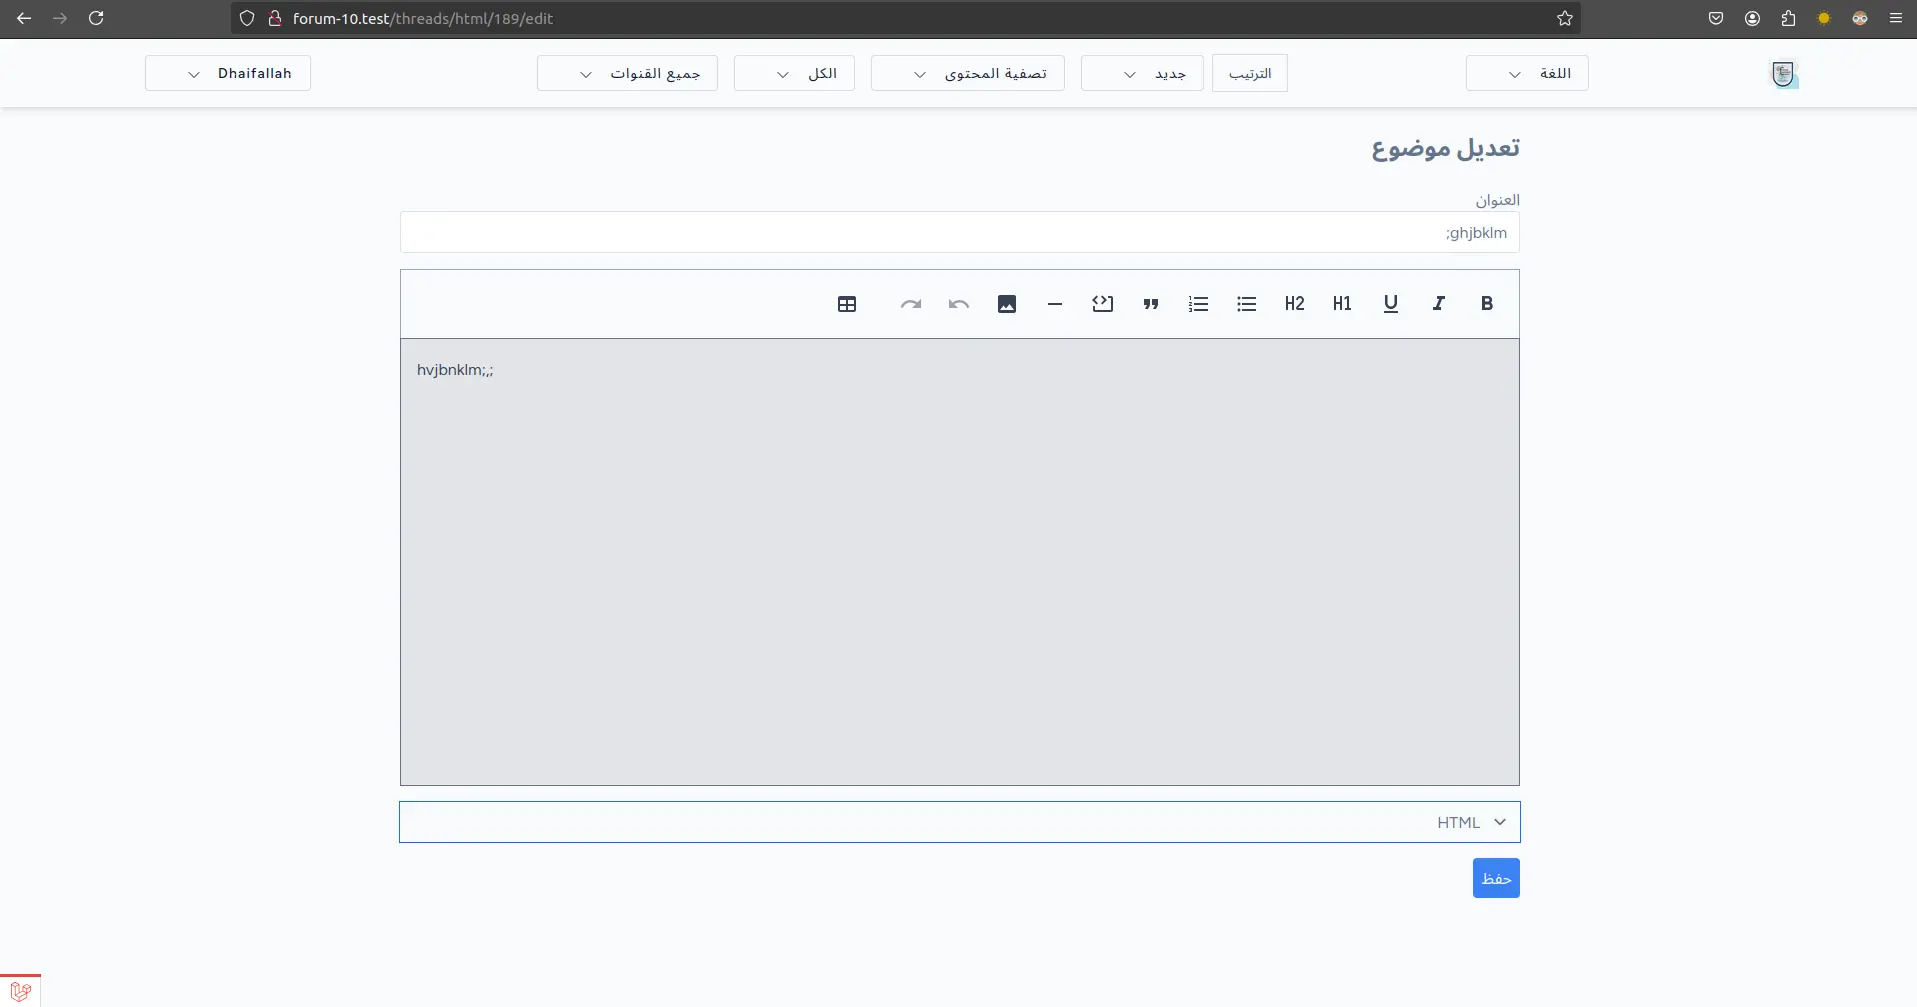 forum-10.test/threads/html/189/edit
اللغة
الترتيب
جديد
تصفية المحتوى
الكل
جميع القنوات
Dhaifallah
تعديل موضوع
العنوان
;ghjbklm
B I U H1 H2
hvjbnklm;,;
HTML
حفظ